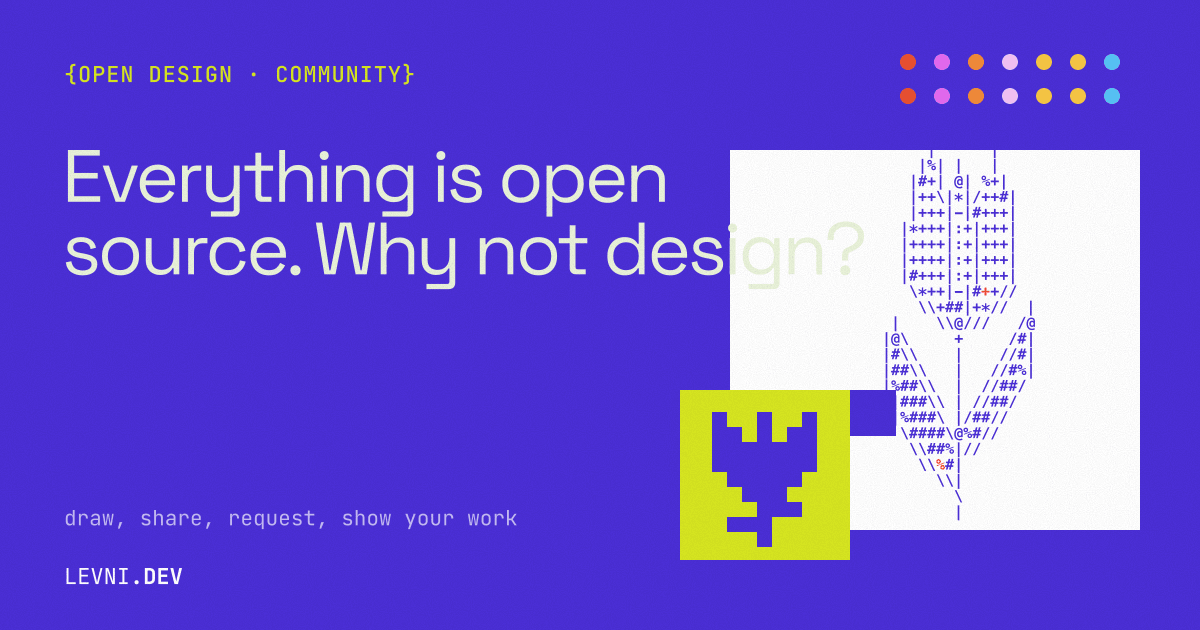 {OPEN DESIGN · COMMUNITY}
Everything is open
source. Why not design?
draw, share, request, show your work
LEVNI.DEV